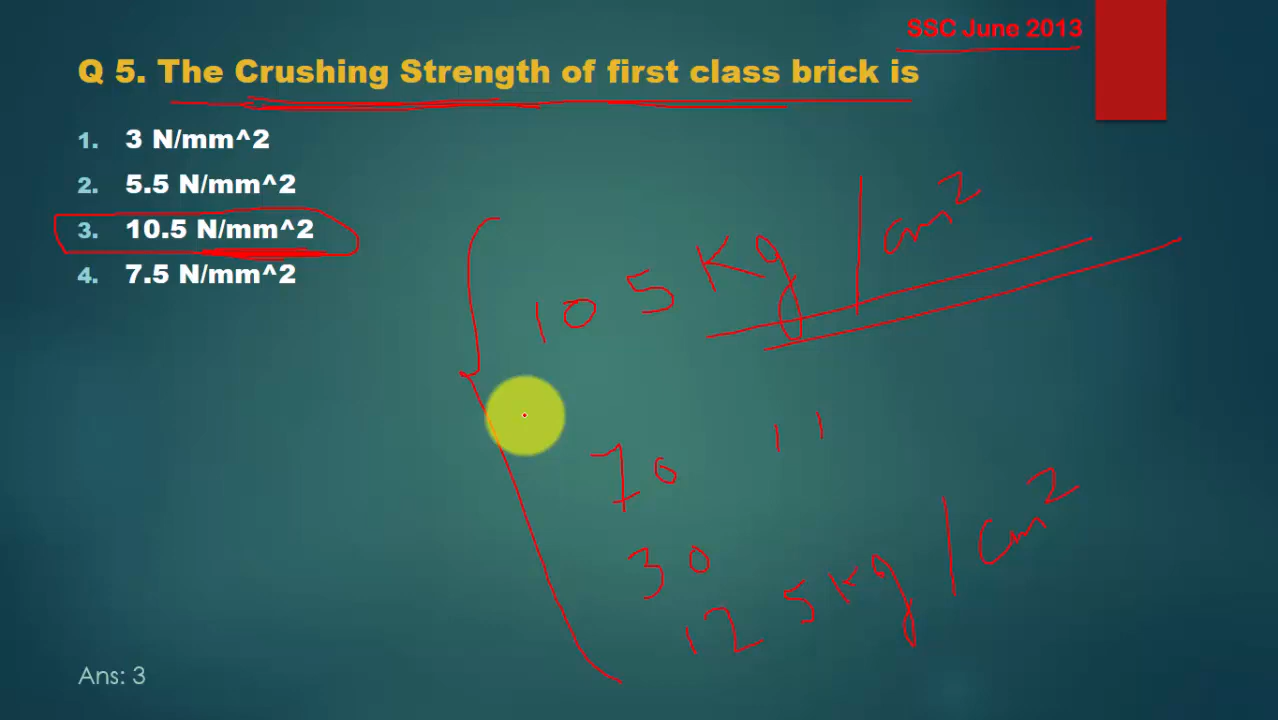 SSC June 2013
Q 5. The Crushing Strength of first class brick is
1. 3 N/mm^2
2. 5.5 N/mm^2
3. 10.5 N/mm^2
4. 7.5 N/mm^2
105 Kg/cm2
70 "
30
125 kg/cm2
Ans: 3